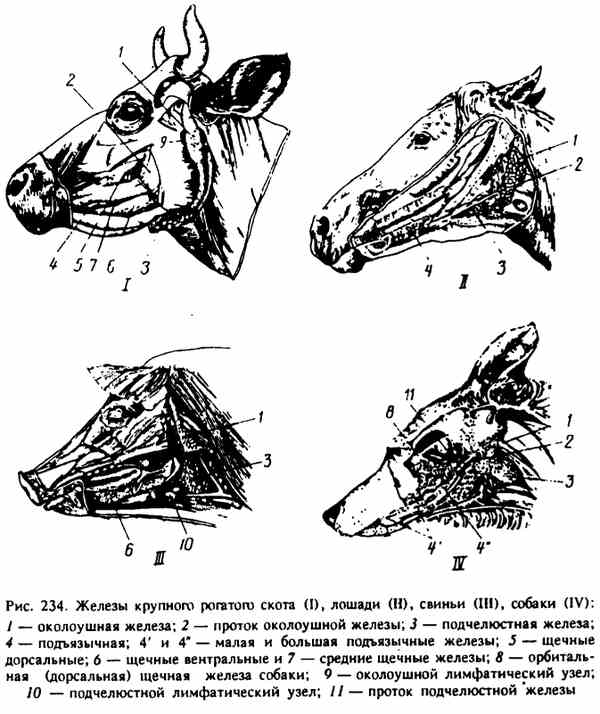 1
2
9
4 5 7 6 3
I
1
2
4 3
II
1
3
6 10
III
11
8
1
2
3
4' 4"
IV
Рис. 234. Железы крупного рогатого скота (I), лошади (II), свиньи (III), собаки (IV):
1 — околоушная железа; 2 — проток околоушной железы; 3 — подчелюстная железа;
4 — подъязычная; 4' и 4" — малая и большая подъязычные железы; 5 — щечные
дорсальные; 6 — щечные вентральные и 7 — средние щечные железы; 8 — орбиталь-
ная (дорсальная) щечная железа собаки; 9 — околоушной лимфатический узел;
10 — подчелюстной лимфатический узел; 11 — проток подчелюстной железы